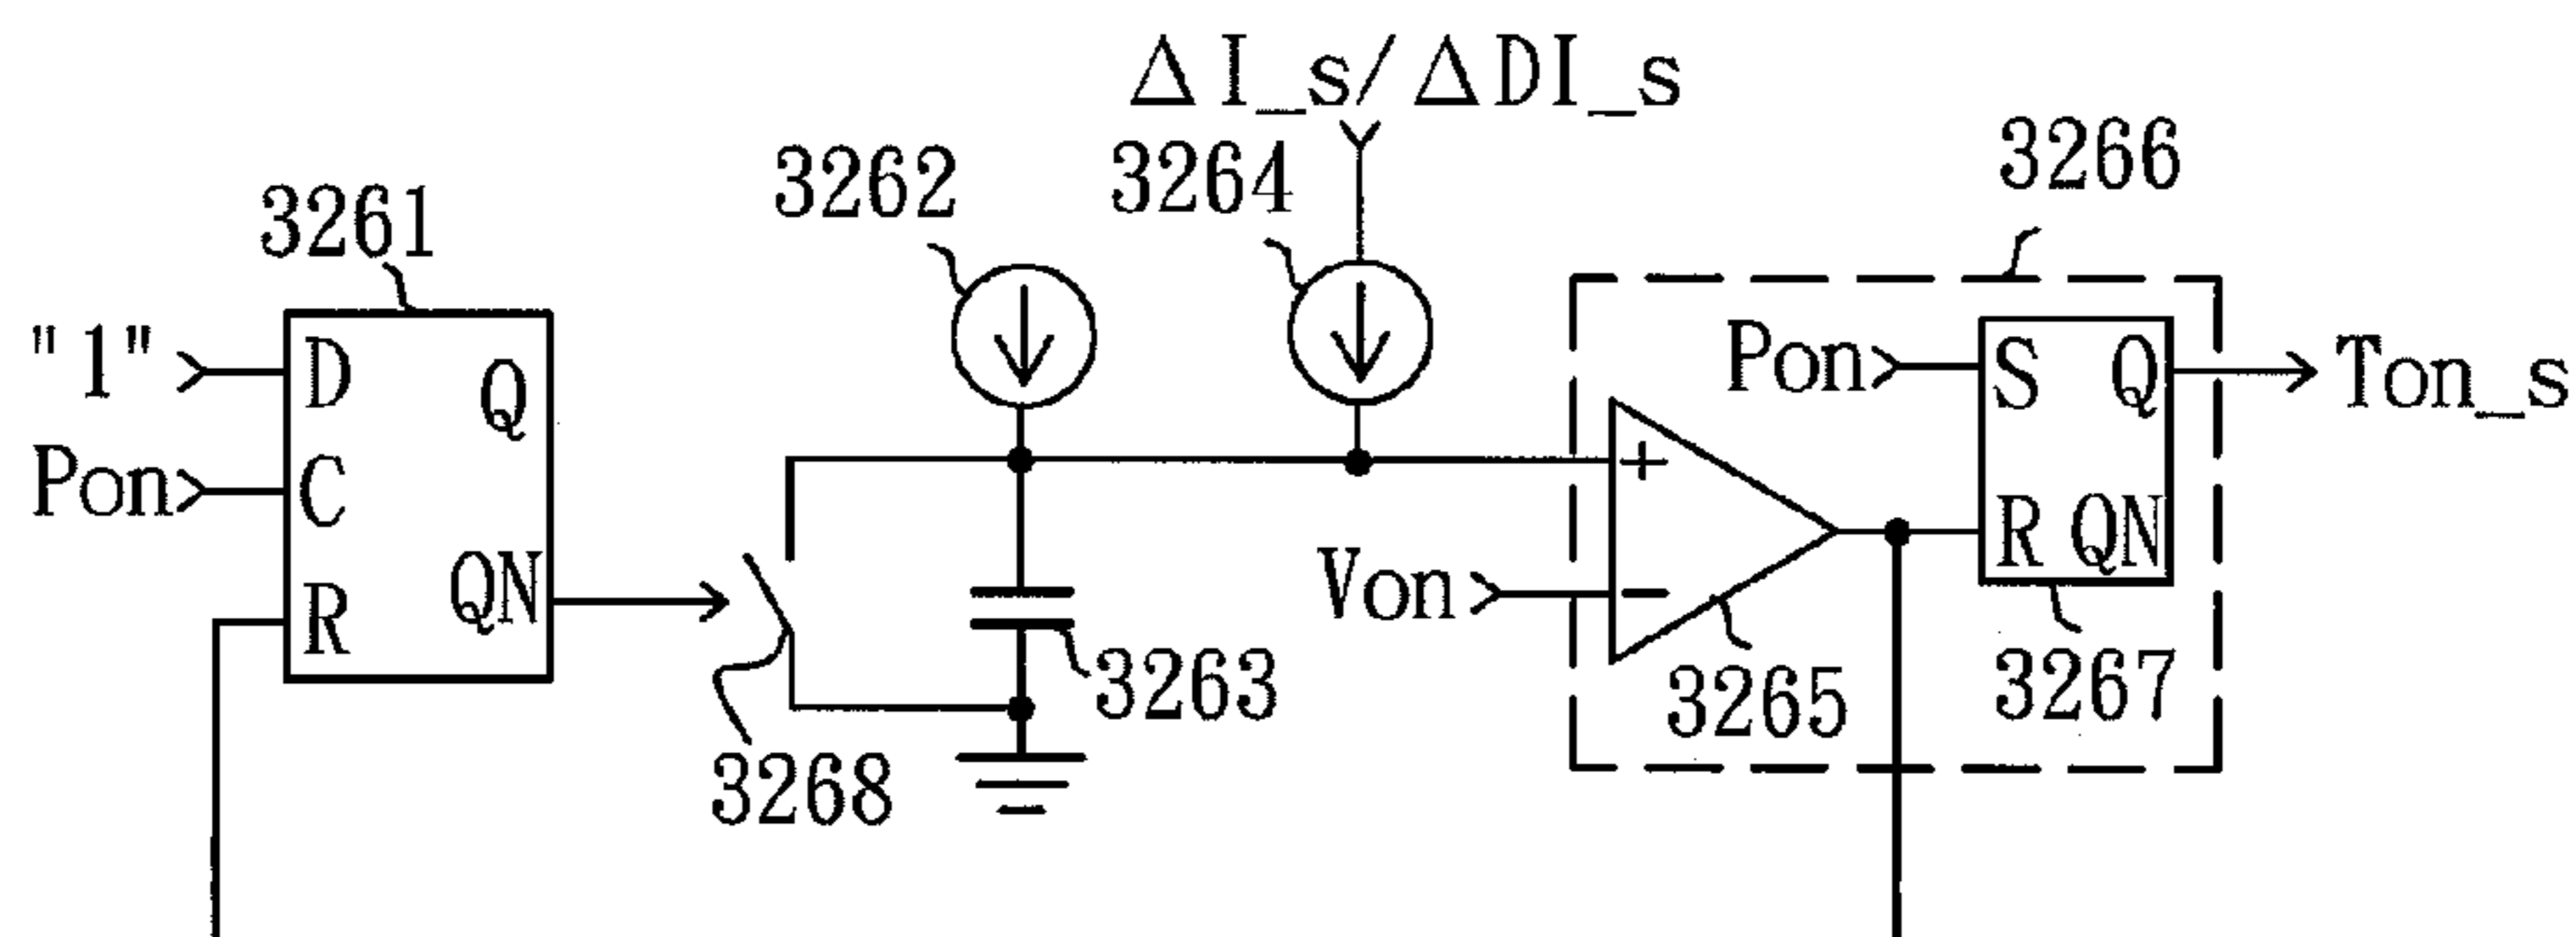 ΔI_s/ΔDI_s
3266
3262
3264
3261
"1"
D
Q
Pon
S
Q
Ton_s
Pon
C
+
QN
R
QN
Von
−
R
3263
3265
3267
3268